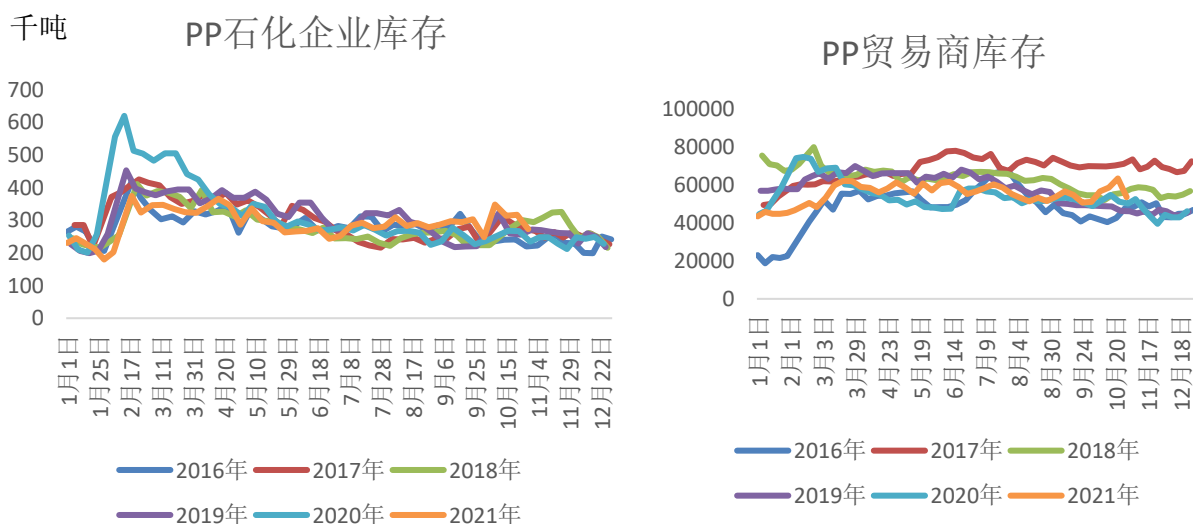 千吨
PP石化企业库存
700
600
500
400
300
200
100
0
1月1日
1月25日
2月17日
3月11日
3月31日
4月20日
5月10日
5月29日
6月18日
7月8日
7月28日
8月17日
9月6日
9月25日
10月15日
11月4日
11月29日
12月22日
2016年
2017年
2018年
2019年
2020年
2021年
PP贸易商库存
100000
80000
60000
40000
20000
0
1月1日
2月1日
3月3日
3月29日
4月23日
5月19日
6月14日
7月9日
8月4日
8月30日
9月24日
10月20日
11月17日
12月18日
2016年
2017年
2018年
2019年
2020年
2021年